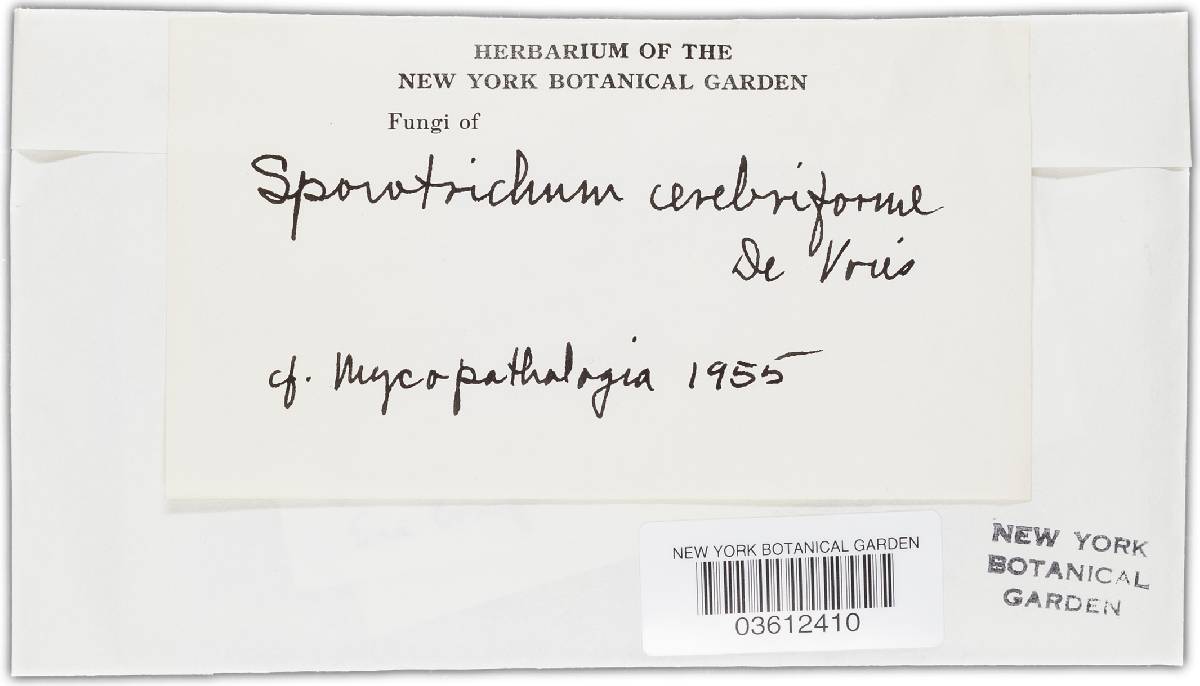 HERBARIUM OF THE
NEW YORK BOTANICAL GARDEN
Fungi of
Sporotrichum cerebriforme
De Vries
cf. Mycopathologia 1955
NEW YORK BOTANICAL GARDEN
03612410
NEW YORK
BOTANICAL
GARDEN